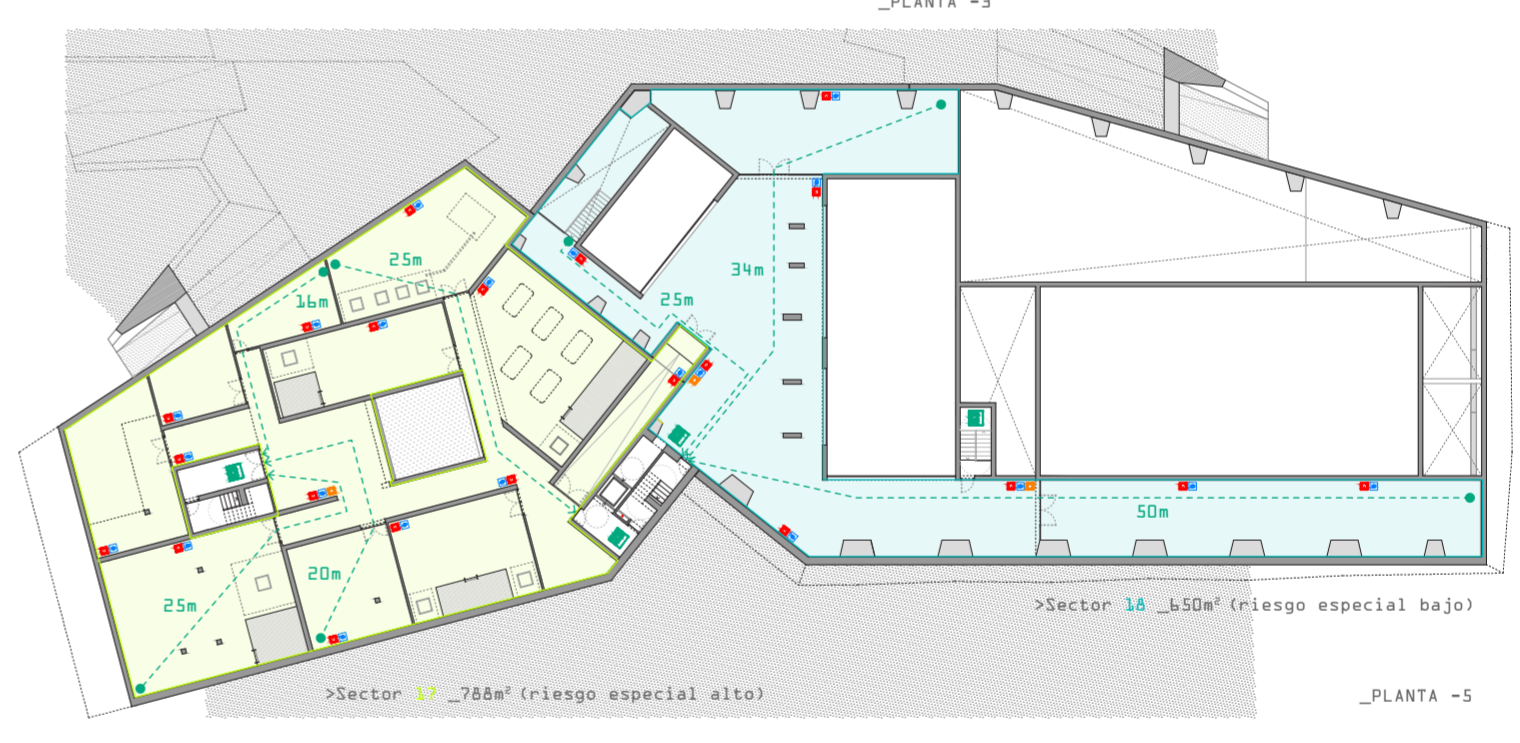 _PLANTA -3
25m
16m
34m
25m
50m
20m
25m
>Sector 18 _650m² (riesgo especial bajo)
>Sector 17 _788m² (riesgo especial alto)
_PLANTA -5